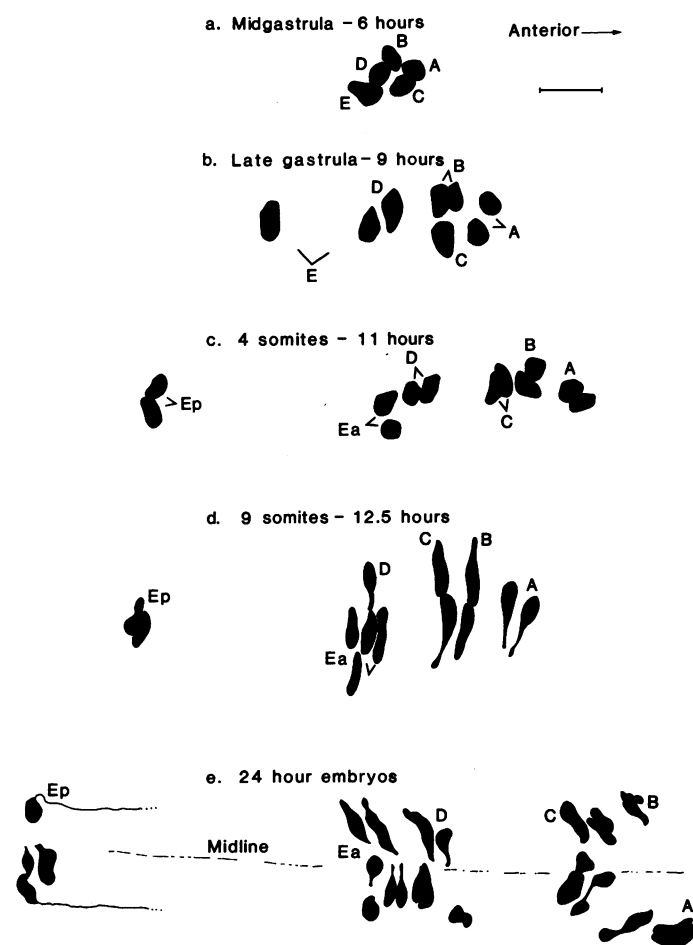 a. Midgastrula - 6 hours
Anterior
B
D
A
E
C
b. Late gastrula - 9 hours
B
D
A
C
E
c. 4 somites - 11 hours
D
B
A
Ep
Ea
C
d. 9 somites - 12.5 hours
C
B
D
A
Ep
Ea
e. 24 hour embryos
Ep
C
B
D
Midline
Ea
A